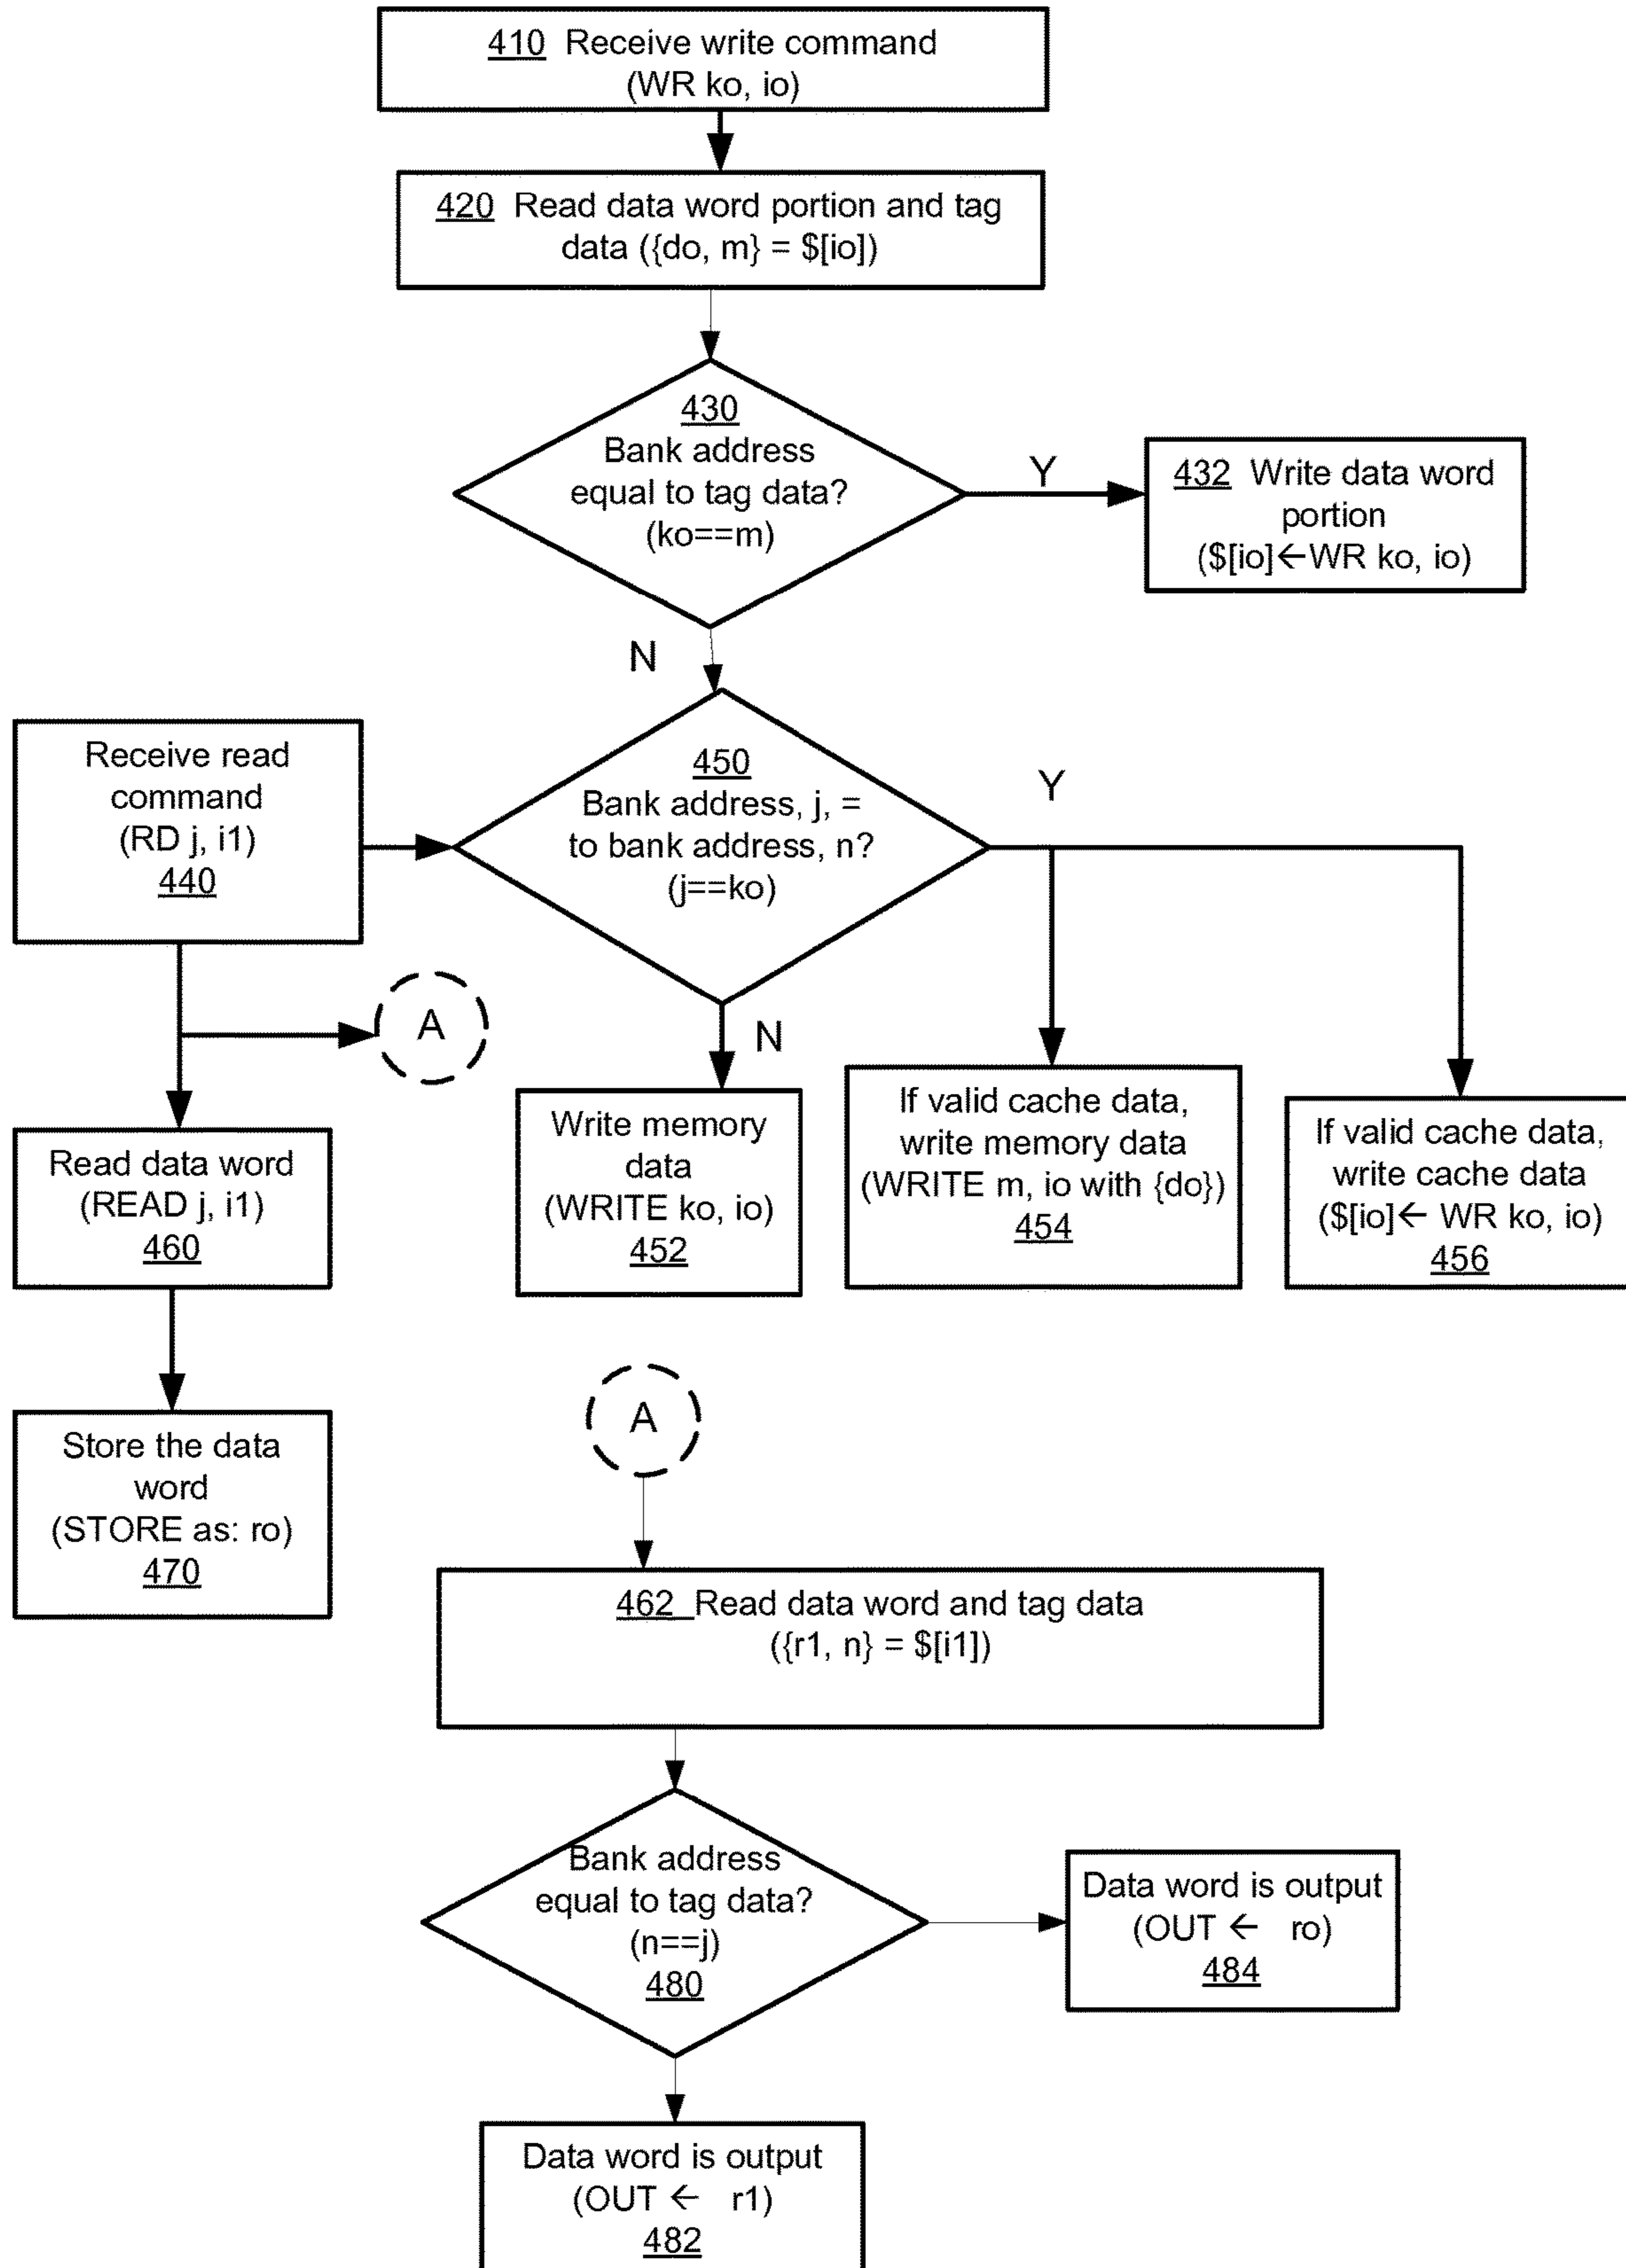 410 Receive write command
(WR ko, io)
420 Read data word portion and tag
data ({do, m} = $[io])
430
Bank address
equal to tag data?
(ko==m)
Y
432 Write data word
portion
($[io]←WR ko, io)
N
Receive read
command
(RD j, i1)
440
450
Bank address, j, =
to bank address, n?
(j==ko)
Y
A
N
Write memory
data
(WRITE ko, io)
452
If valid cache data,
write memory data
(WRITE m, io with {do})
454
If valid cache data,
write cache data
($[io]← WR ko, io)
456
Read data word
(READ j, i1)
460
Store the data
word
(STORE as: ro)
470
A
462 Read data word and tag data
({r1, n} = $[i1])
Bank address
equal to tag data?
(n==j)
480
Data word is output
(OUT ← ro)
484
Data word is output
(OUT ← r1)
482